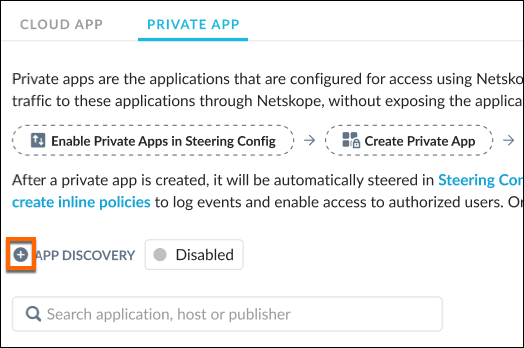 CLOUD APP PRIVATE APP
Private apps are the applications that are configured for access using Netsko
traffic to these applications through Netskope, without exposing the applica
Enable Private Apps in Steering Config → Create Private App →
After a private app is created, it will be automatically steered in Steering Con
create inline policies to log events and enable access to authorized users. Or
APP DISCOVERY Disabled
Search application, host or publisher